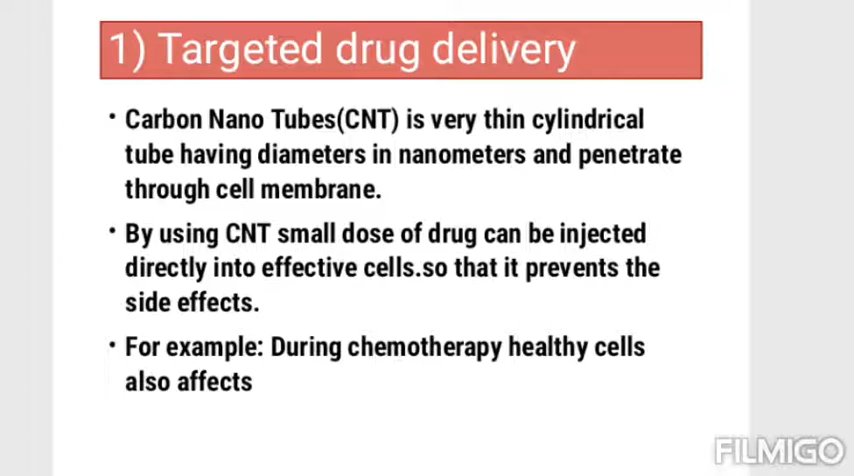 1) Targeted drug delivery
• Carbon Nano Tubes(CNT) is very thin cylindrical
tube having diameters in nanometers and penetrate
through cell membrane.
• By using CNT small dose of drug can be injected
directly into effective cells.so that it prevents the
side effects.
• For example: During chemotherapy healthy cells
also affects
FILMIGO